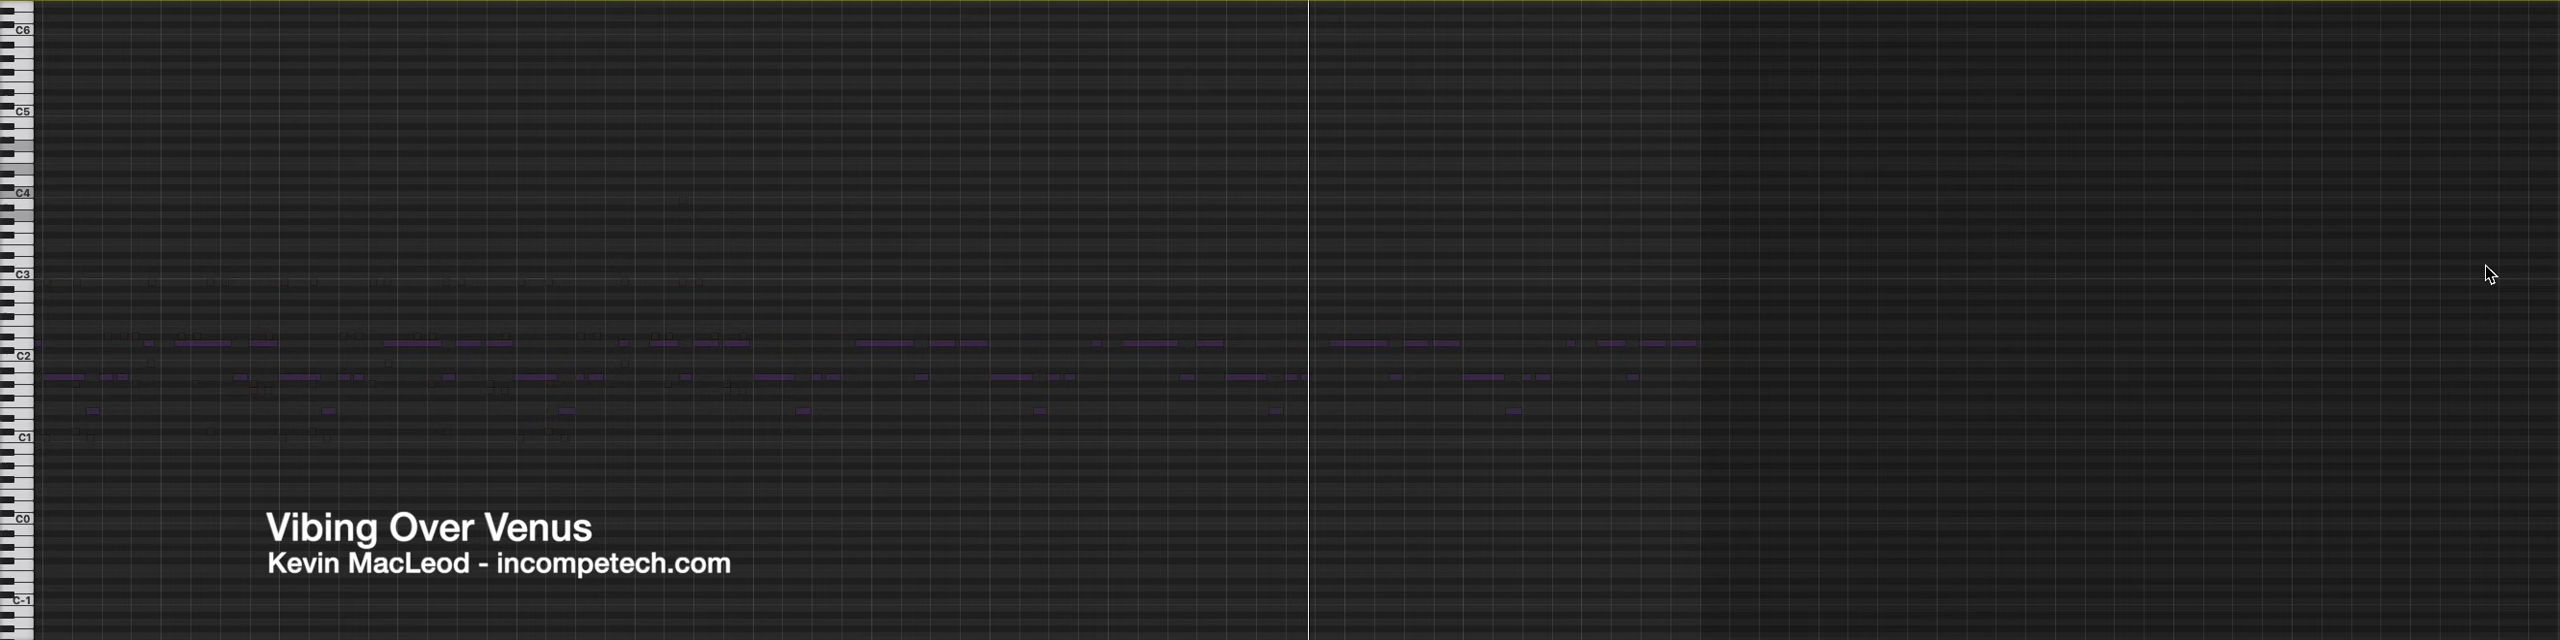 C6
C5
C4
C3
C2
C1
C0
C-1
Vibing Over Venus
Kevin MacLeod - incompetech.com